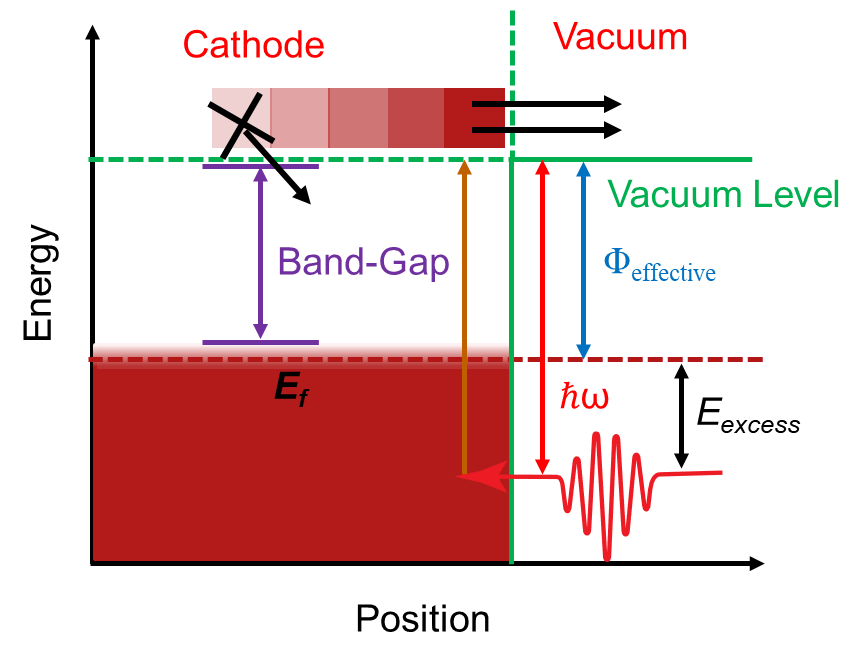 Cathode
Vacuum
Vacuum Level
Energy
Band-Gap
Φeffective
Ef
ħω
Eexcess
Position